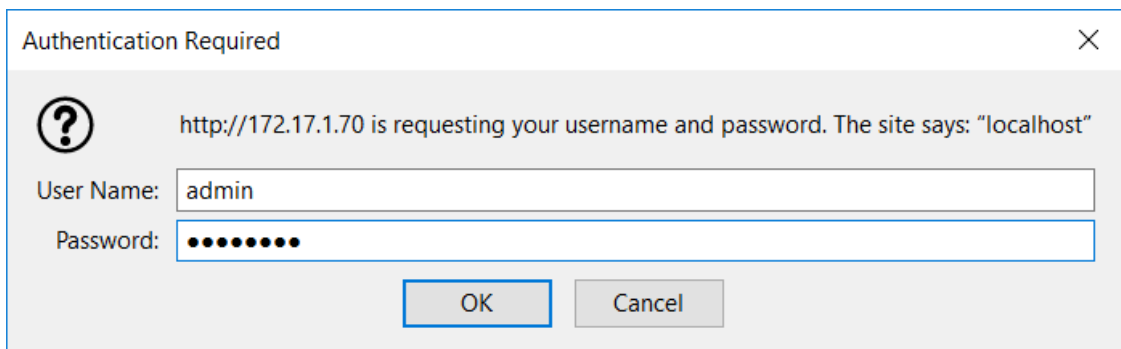 Authentication Required
http://172.17.1.70 is requesting your username and password. The site says: “localhost”
User Name: admin
Password: ●●●●●●●●
OK Cancel